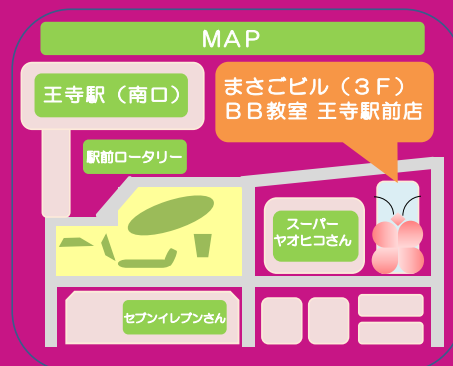 MAP
王寺駅（南口）
まさごビル（３Ｆ）
ＢＢ教室 王寺駅前店
駅前ロータリー
スーパー
ヤオヒコさん
セブンイレブンさん